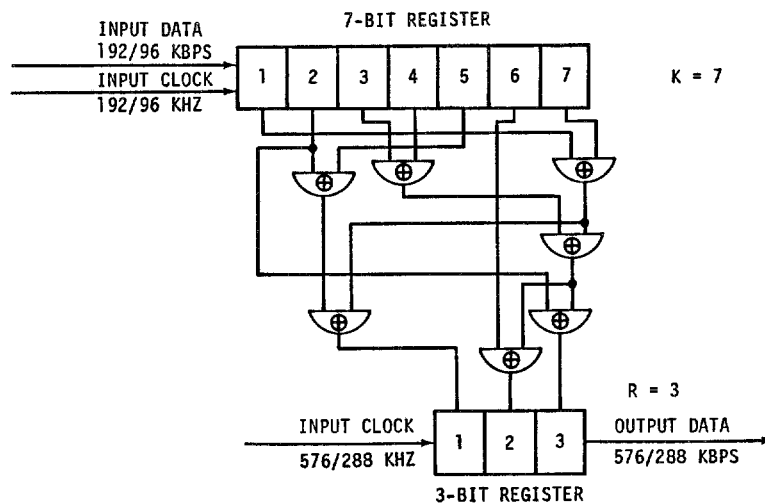 7-BIT REGISTER
INPUT DATA
192/96 KBPS
INPUT CLOCK
192/96 KHZ
1 2 3 4 5 6 7
K = 7
R = 3
INPUT CLOCK
576/288 KHZ
1 2 3
OUTPUT DATA
576/288 KBPS
3-BIT REGISTER